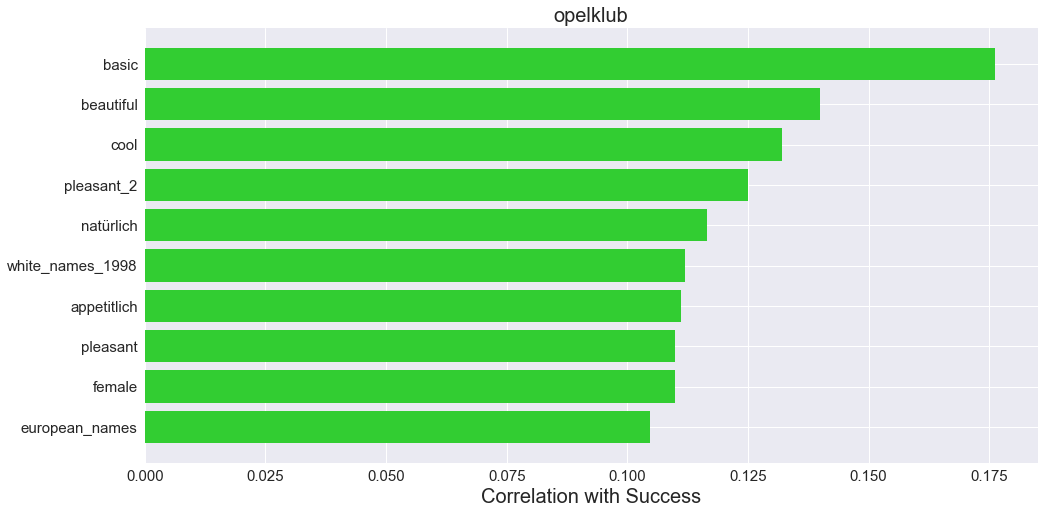 opelklub
basic
beautiful
cool
pleasant_2
natürlich
white_names_1998
appetitlich
pleasant
female
european_names
0.000 0.025 0.050 0.075 0.100 0.125 0.150 0.175
Correlation with Success